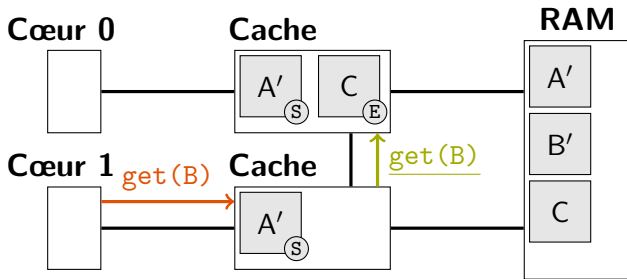 Cœur 0 Cache RAM
A′ S C E A′
B′
Cœur 1 Cache
get(B) get(B)
A′ S C